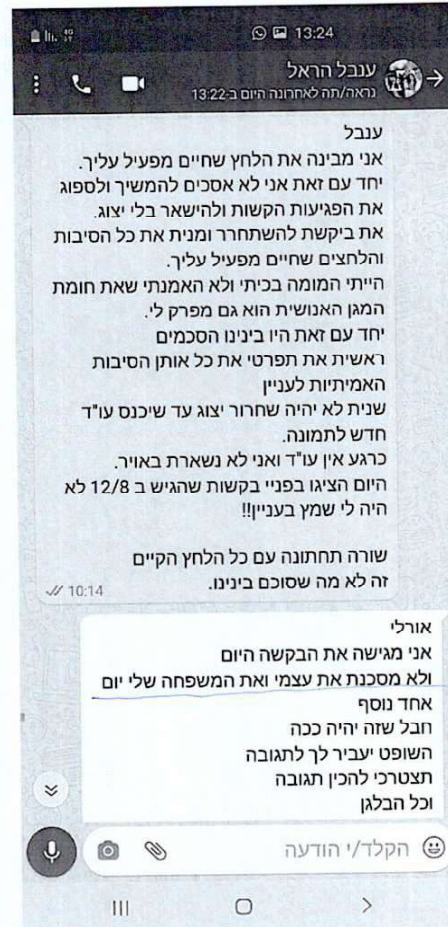 13:24
ענבל הראל
נראה/תה לאחרונה היום ב-13:22
ענבל
אני מבינה את הלחץ שחיים מפעיל עליך.
יחד עם זאת אני לא אסכים להמשיך ולספוג
את הפגיעות הקשות ולהישאר בלי יצוג.
את ביקשת להשתחרר ומנית את כל הסיבות
והלחצים שחיים מפעיל עליך.
הייתי המומה בכיתי ולא האמנתי שאת חומת
המגן האנושית הוא גם מפרק לי.
יחד עם זאת היו בינינו הסכמים
ראשית את תפרטי את כל אותן הסיבות
האמיתיות לעניין
שנית לא יהיה שחרור יצוג עד שיכנס עו"ד
חדש לתמונה.
כרגע אין עו"ד ואני לא נשארת באויר.
היום הציגו בפניי בקשות שהגיש ב 12/8 לא
היה לי שמץ בעניין!!
שורה תחתונה עם כל הלחץ הקיים
זה לא מה שסוכם בינינו.
10:14
אורלי
אני מגישה את הבקשה היום
ולא מסכנת את עצמי ואת המשפחה שלי יום
אחד נוסף
חבל שזה יהיה ככה
השופט יעביר לך לתגובה
תצטרכי להכין תגובה
וכל הבלגן
הקלד/י הודעה